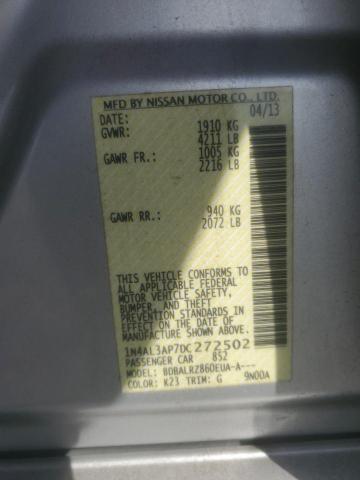 MFD BY NISSAN MOTOR CO., LTD.
DATE: 04/13
GVWR: 1910 KG
4211 LB
GAWR FR.: 1005 KG
2216 LB
GAWR RR.: 940 KG
2072 LB
THIS VEHICLE CONFORMS TO
ALL APPLICABLE FEDERAL
MOTOR VEHICLE SAFETY,
BUMPER, AND THEFT
PREVENTION STANDARDS
IN EFFECT ON THE DATE OF
MANUFACTURE SHOWN ABOVE.
1N4AL3AP7DC272502
PASSENGER CAR 852
MODEL: BDBALRZ860EUA-A---
COLOR: K23 TRIM: G 9N00A